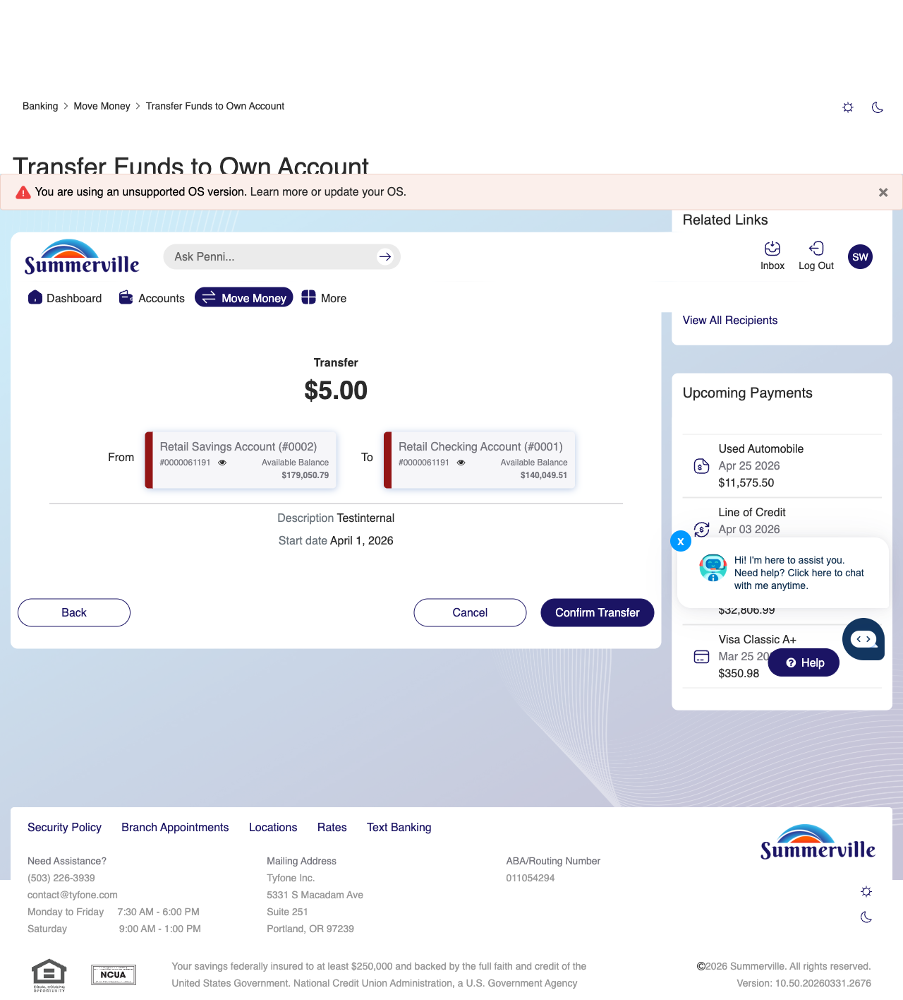 Banking > Move Money > Transfer Funds to Own Account
Transfer Funds to Own Account
You are using an unsupported OS version. Learn more or update your OS.
Related Links
Summerville
Ask Penni...
Inbox
Log Out
SW
Dashboard
Accounts
Move Money
More
View All Recipients
Transfer
$5.00
From
Retail Savings Account (#0002)
#0000061191
Available Balance
$179,050.79
To
Retail Checking Account (#0001)
#0000061191
Available Balance
$140,049.51
Description Testinternal
Start date April 1, 2026
Back
Cancel
Confirm Transfer
Upcoming Payments
Used Automobile
Apr 25 2026
$11,575.50
Line of Credit
Apr 03 2026
x
Hi! I'm here to assist you.
Need help? Click here to chat
with me anytime.
$32,806.99
Visa Classic A+
Mar 25 20
$350.98
Help
Security Policy
Branch Appointments
Locations
Rates
Text Banking
Summerville
Need Assistance?
(503) 226-3939
contact@tyfone.com
Monday to Friday 7:30 AM - 6:00 PM
Saturday 9:00 AM - 1:00 PM
Mailing Address
Tyfone Inc.
5331 S Macadam Ave
Suite 251
Portland, OR 97239
ABA/Routing Number
011054294
EQUAL HOUSING
OPPORTUNITY
NCUA
Your savings federally insured to at least $250,000 and backed by the full faith and credit of the
United States Government. National Credit Union Administration, a U.S. Government Agency
©2026 Summerville. All rights reserved.
Version: 10.50.20260331.2676